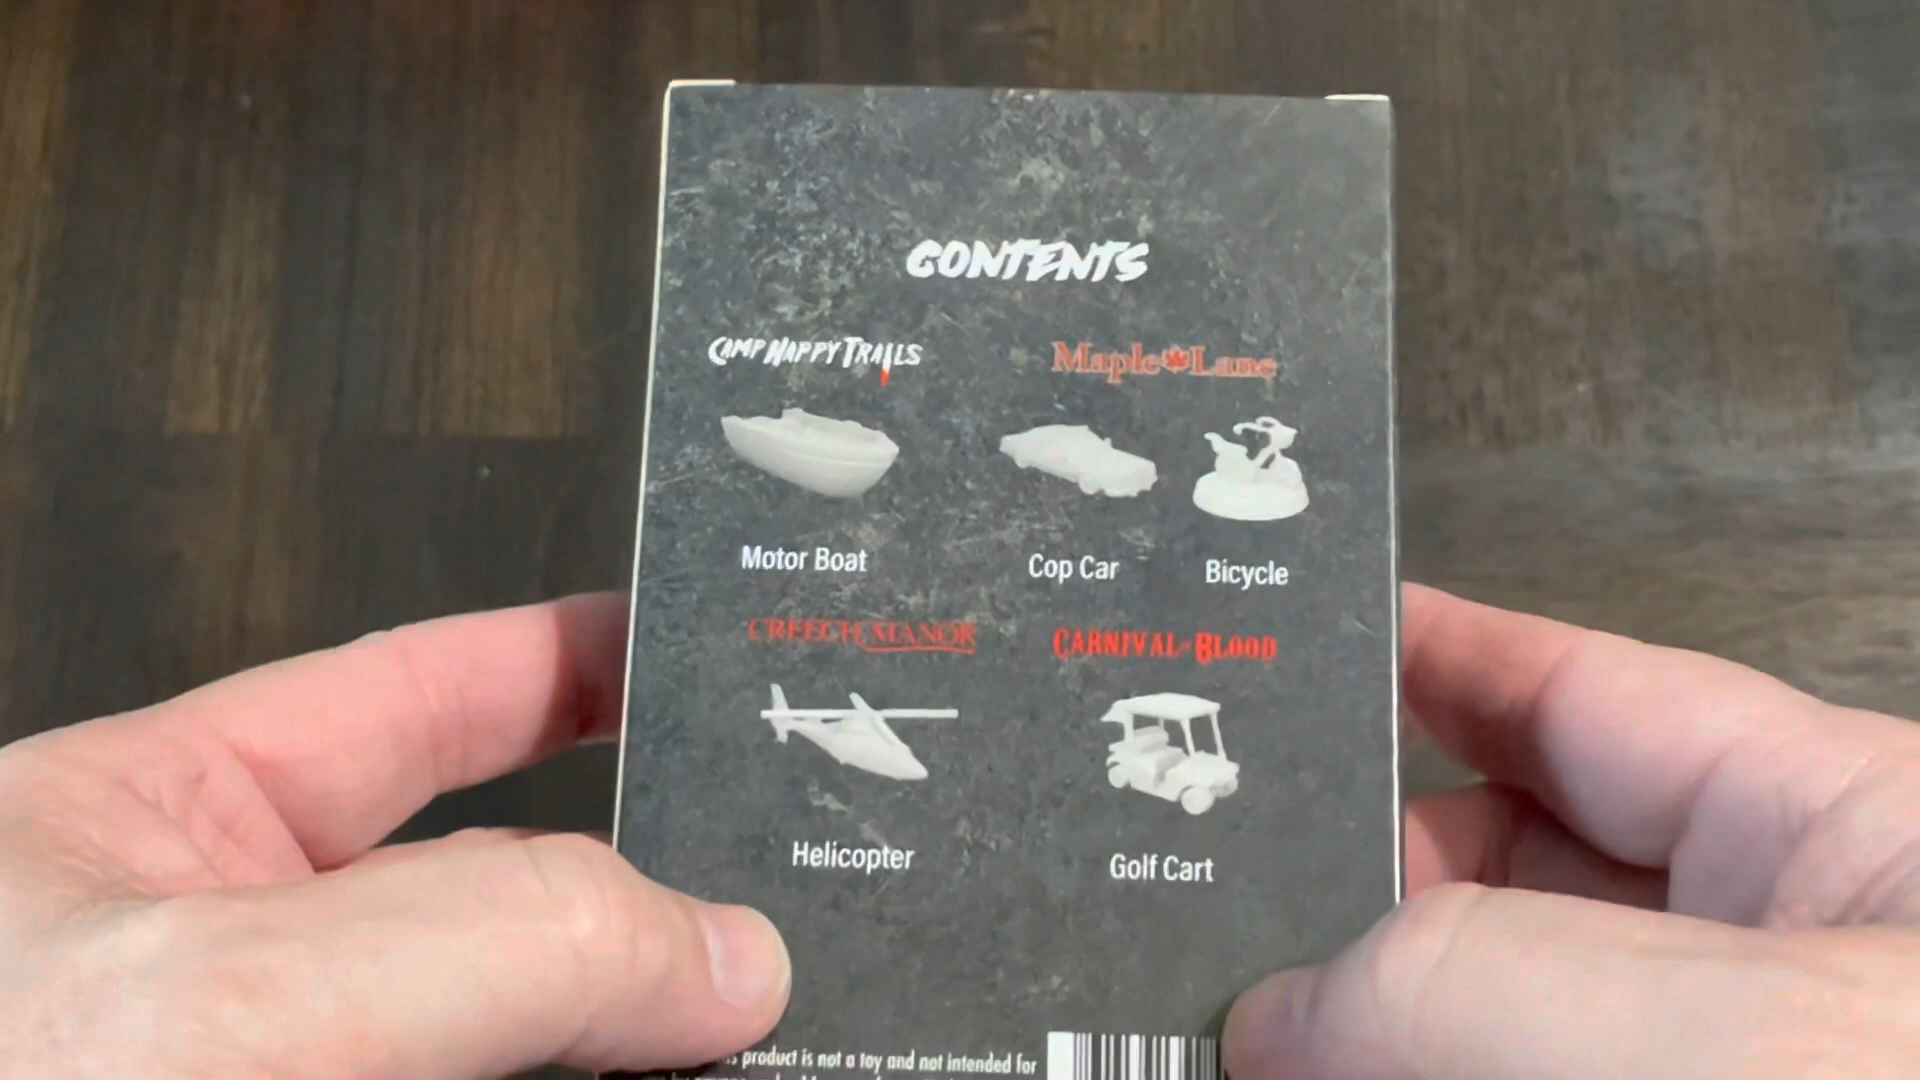 CONTENTS
CAMP HAPPY TRAILS
Maple Lane
Motor Boat
Cop Car
Bicycle
CREECH MANOR
CARNIVAL OF BLOOD
Helicopter
Golf Cart
product is not a toy and not intended for